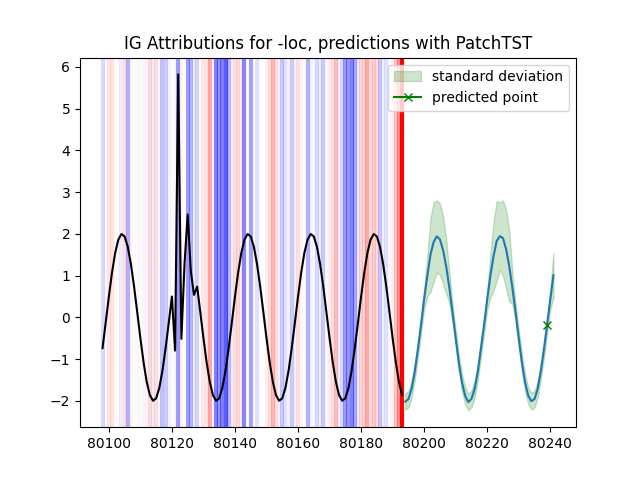 IG Attributions for -loc, predictions with PatchTST
standard deviation
predicted point
6
5
4
3
2
1
0
−1
−2
80100 80120 80140 80160 80180 80200 80220 80240